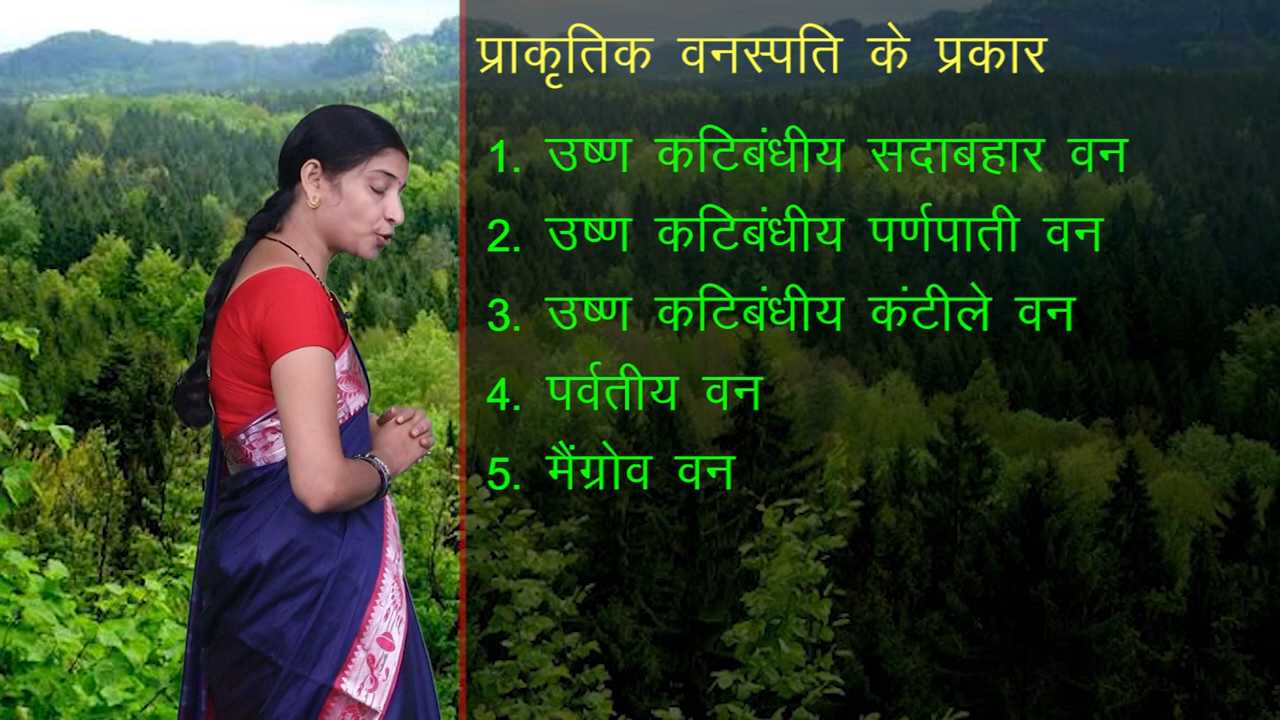 प्राकृतिक वनस्पति के प्रकार
1. उष्ण कटिबंधीय सदाबहार वन
2. उष्ण कटिबंधीय पर्णपाती वन
3. उष्ण कटिबंधीय कंटीले वन
4. पर्वतीय वन
5. मैंग्रोव वन